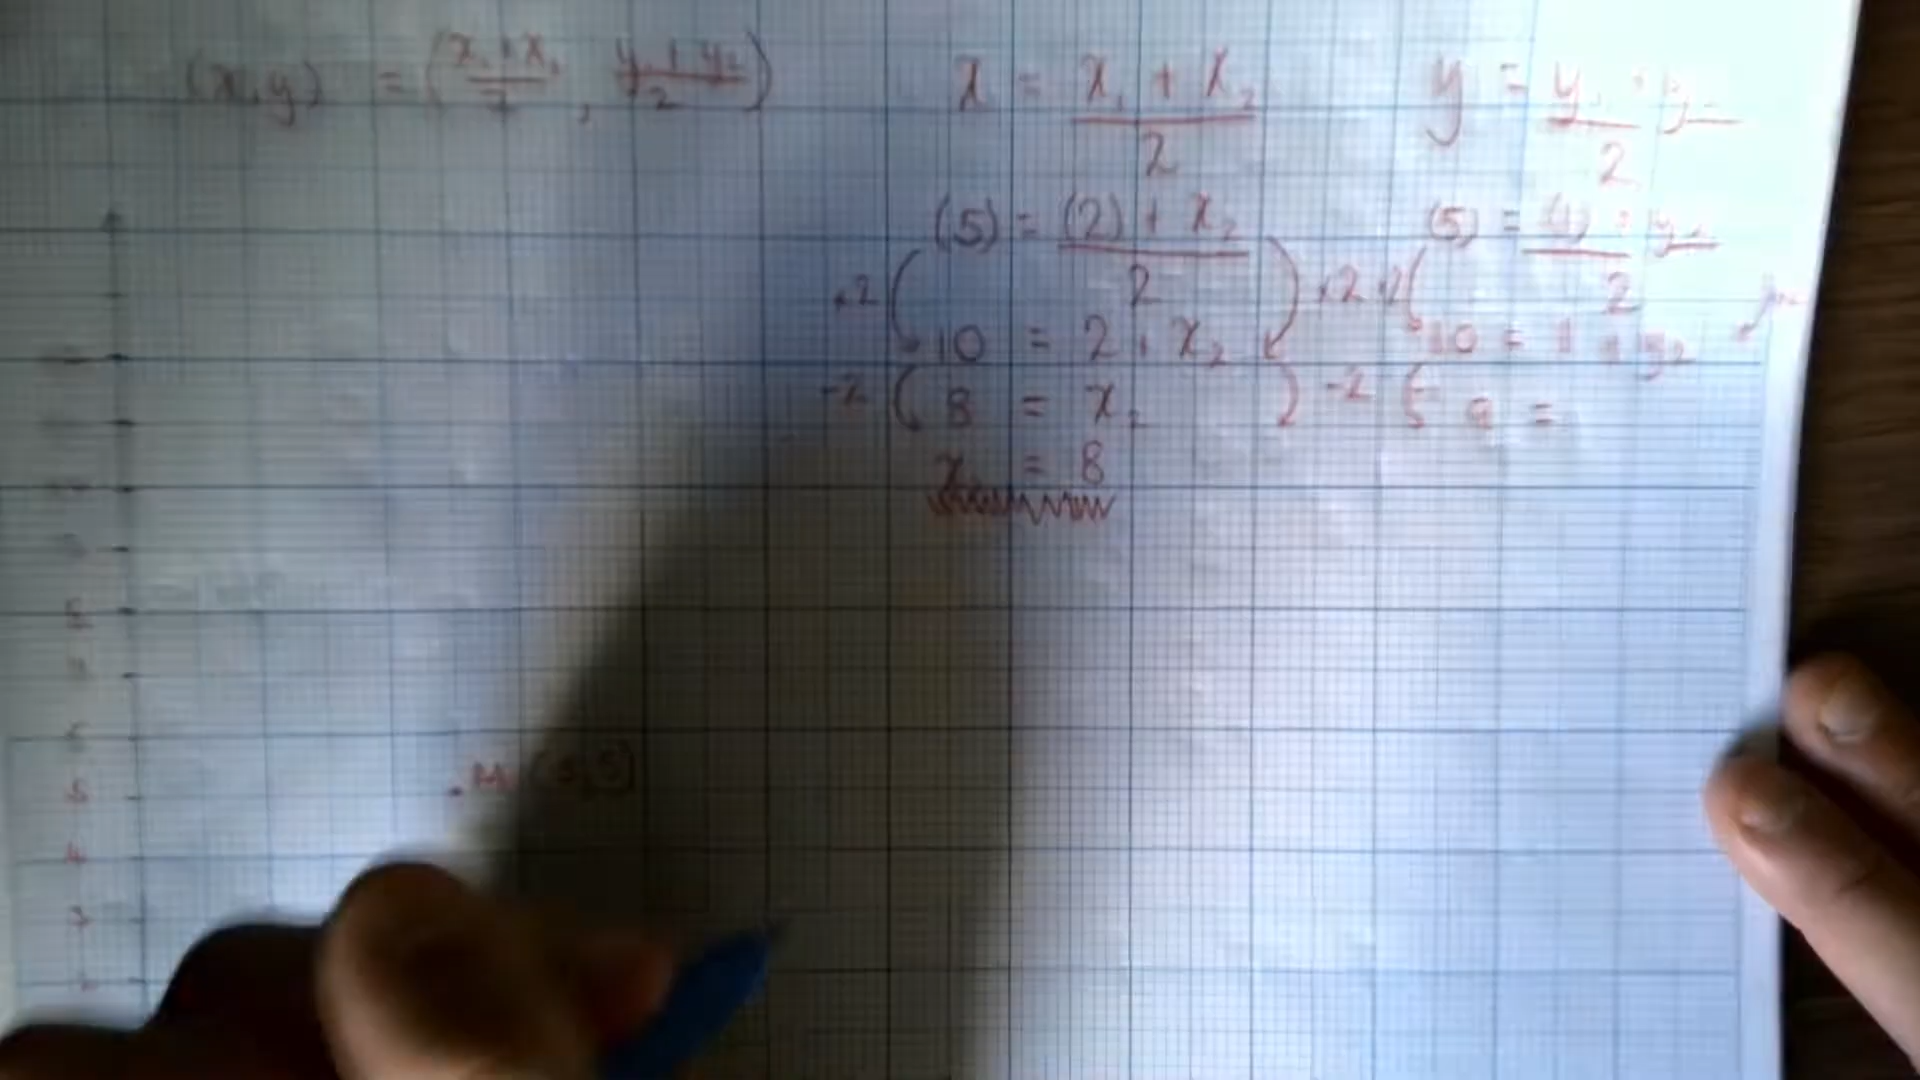 (x,y) = (x₁+x₂/2, y₁+y₂/2)
x = x₁ + x₂ / 2
y = y₁ + y₂ / 2
(5) = (2) + x₂ / 2
(5) = (1) + y₂ / 2
×2 ×2 ×2
10 = 2 + x₂
10 = 1 + y₂
-2 8 = x₂ -2
9 =
x₂ = 8
5
4
3
M (5,5)